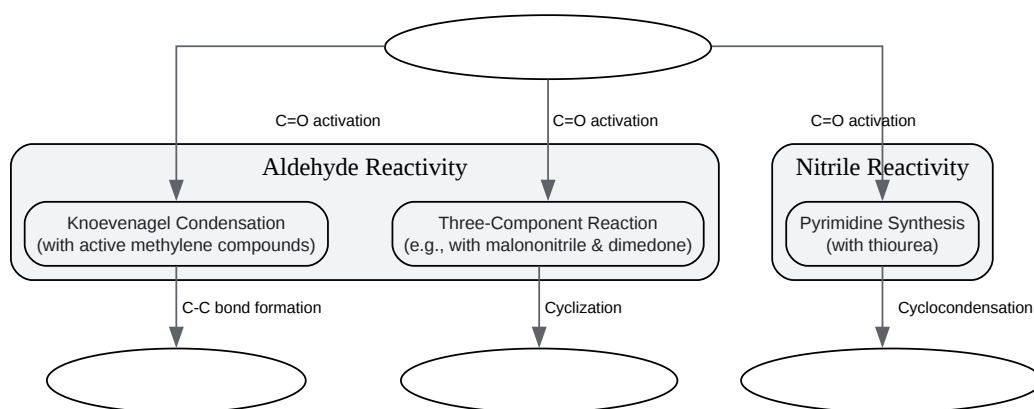 C=O activation
C=O activation
C=O activation
Aldehyde Reactivity
Nitrile Reactivity
Knoevenagel Condensation
(with active methylene compounds)
Three-Component Reaction
(e.g., with malononitrile & dimedone)
Pyrimidine Synthesis
(with thiourea)
C-C bond formation
Cyclization
Cyclocondensation